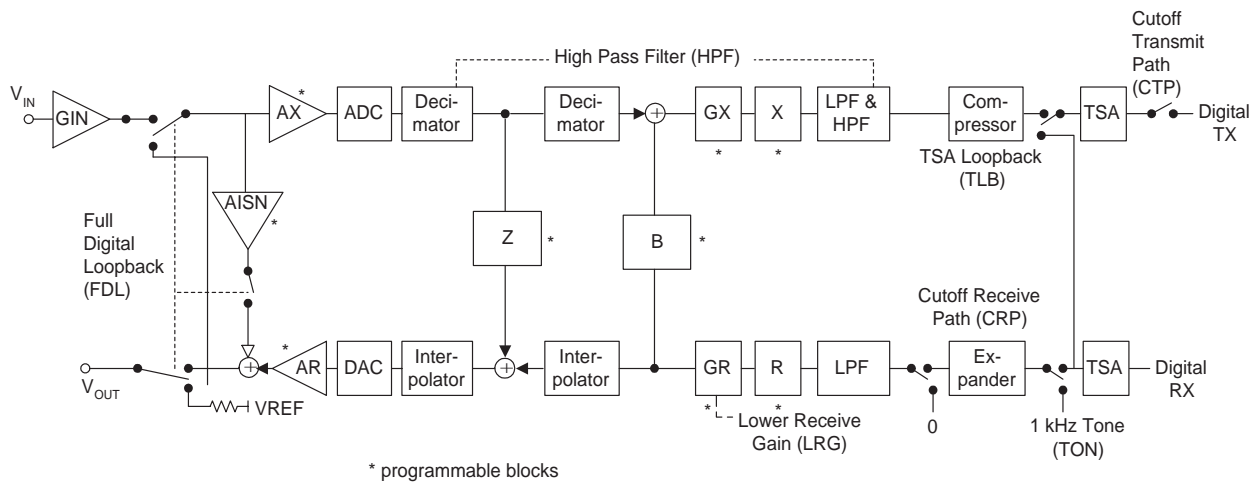 Cutoff
Transmit
Path
(CTP)
High Pass Filter (HPF)
VIN
GIN
AX
*
ADC
Deci-
mator
Deci-
mator
+
GX
*
X
*
LPF &
HPF
Com-
pressor
TSA
Digital
TX
TSA Loopback
(TLB)
AISN
*
Full
Digital
Loopback
(FDL)
Z
*
B
*
Cutoff Receive
Path (CRP)
VOUT
+
*
AR
DAC
Inter-
polator
+
Inter-
polator
GR
*
R
*
LPF
Ex-
pander
TSA
Digital
RX
VREF
Lower Receive
Gain (LRG)
0
1 kHz Tone
(TON)
* programmable blocks